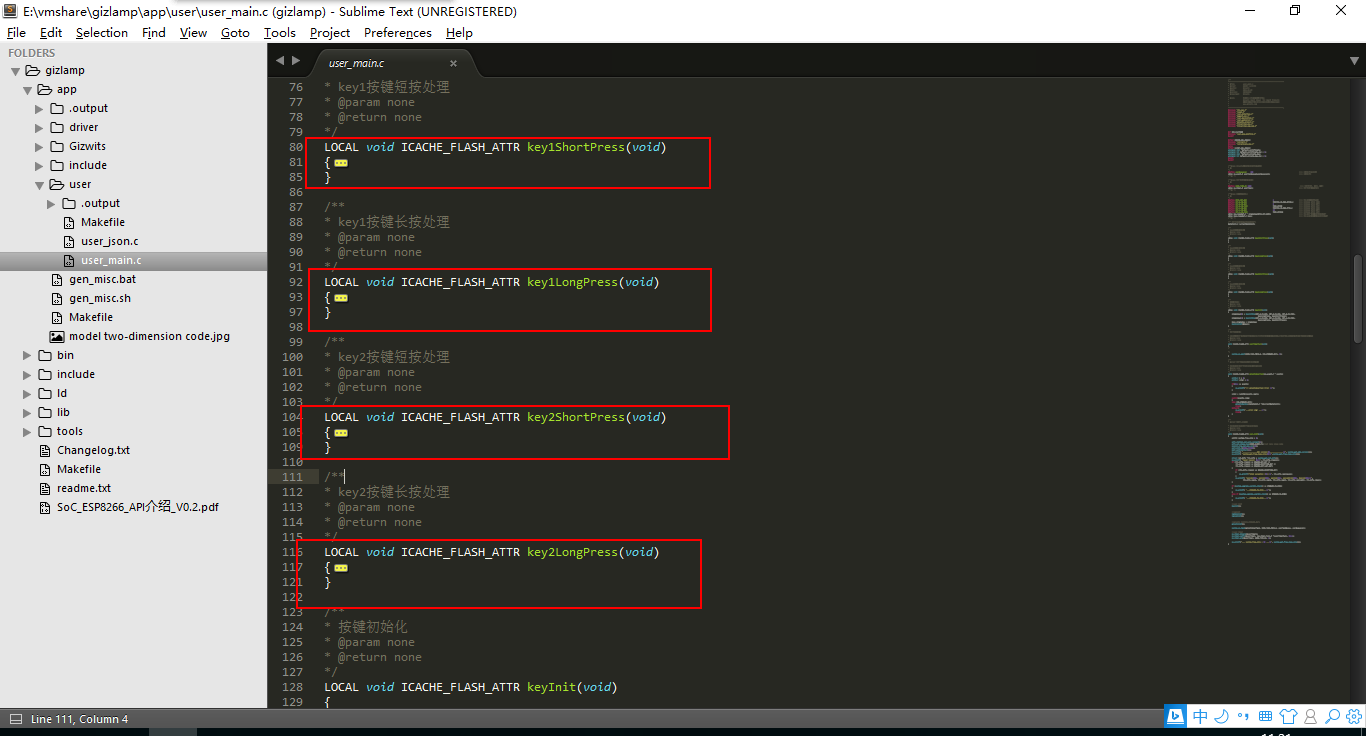 E:\vmshare\gizlamp\app\user\user_main.c (gizlamp) - Sublime Text (UNREGISTERED)
File Edit Selection Find View Goto Tools Project Preferences Help
FOLDERS
gizlamp
app
.output
driver
Gizwits
include
user
.output
Makefile
user_json.c
user_main.c
gen_misc.bat
gen_misc.sh
Makefile
model two-dimension code.jpg
bin
include
ld
lib
tools
Changelog.txt
Makefile
readme.txt
SoC_ESP8266_API介绍_V0.2.pdf
user_main.c
76 * key1按键短按处理
77 * @param none
78 * @return none
79 */
80 LOCAL void ICACHE_FLASH_ATTR key1ShortPress(void)
81 {
85 }
86
87 /**
88 * key1按键长按处理
89 * @param none
90 * @return none
91 */
92 LOCAL void ICACHE_FLASH_ATTR key1LongPress(void)
93 {
97 }
98
99 /**
100 * key2按键短按处理
101 * @param none
102 * @return none
103 */
104 LOCAL void ICACHE_FLASH_ATTR key2ShortPress(void)
105 {
109 }
110
111 /**
112 * key2按键长按处理
113 * @param none
114 * @return none
115 */
116 LOCAL void ICACHE_FLASH_ATTR key2LongPress(void)
117 {
121 }
122
123 /**
124 * 按键初始化
125 * @param none
126 * @return none
127 */
128 LOCAL void ICACHE_FLASH_ATTR keyInit(void)
129 {
Line 111, Column 4
中